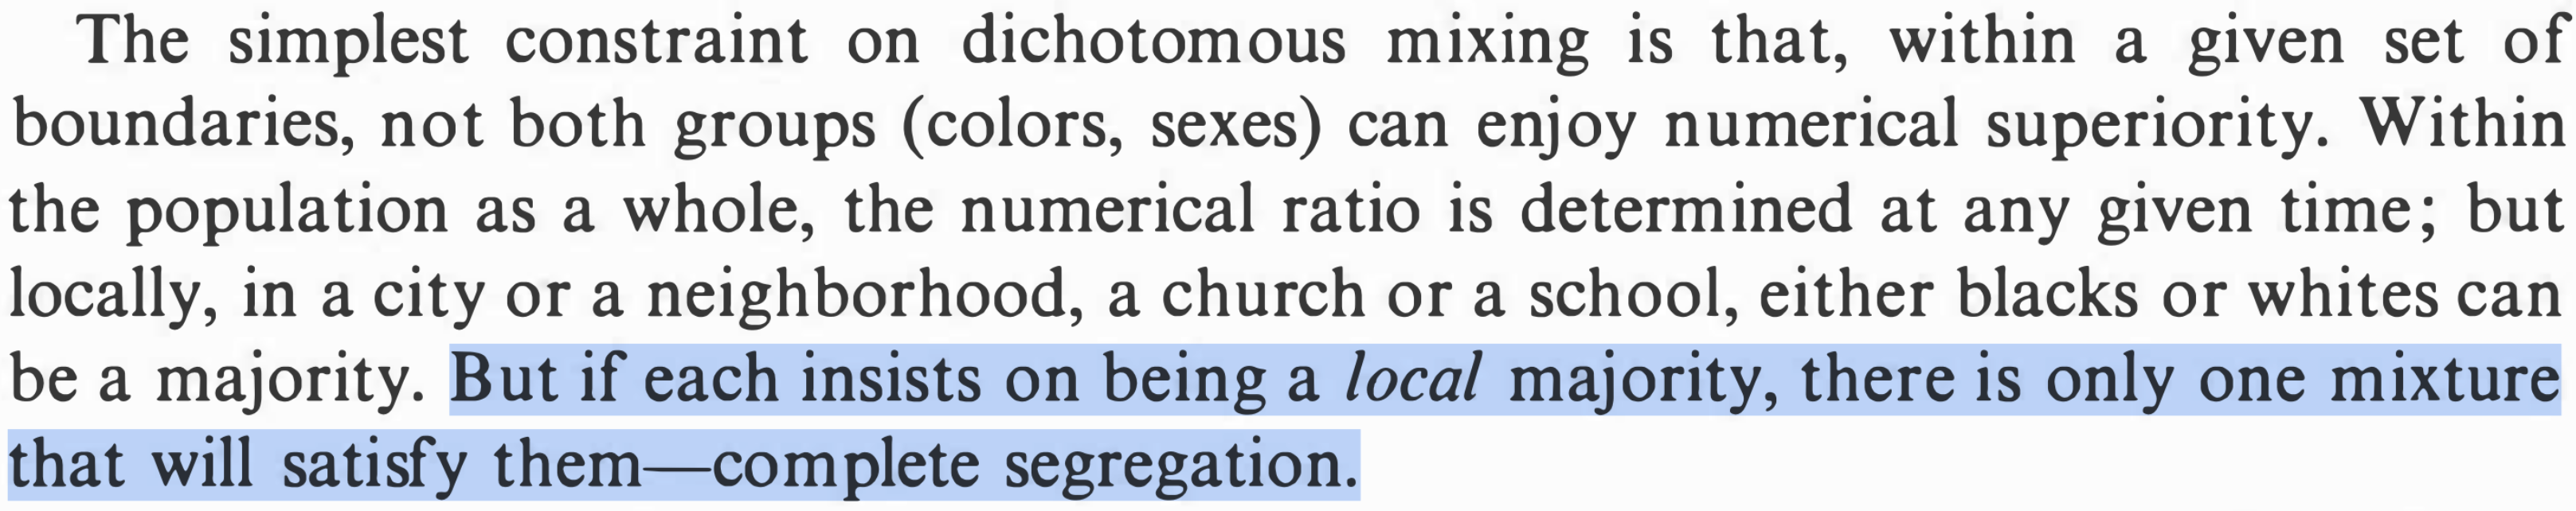 The simplest constraint on dichotomous mixing is that, within a given set of
boundaries, not both groups (colors, sexes) can enjoy numerical superiority. Within
the population as a whole, the numerical ratio is determined at any given time; but
locally, in a city or a neighborhood, a church or a school, either blacks or whites can
be a majority. But if each insists on being a local majority, there is only one mixture
that will satisfy them—complete segregation.